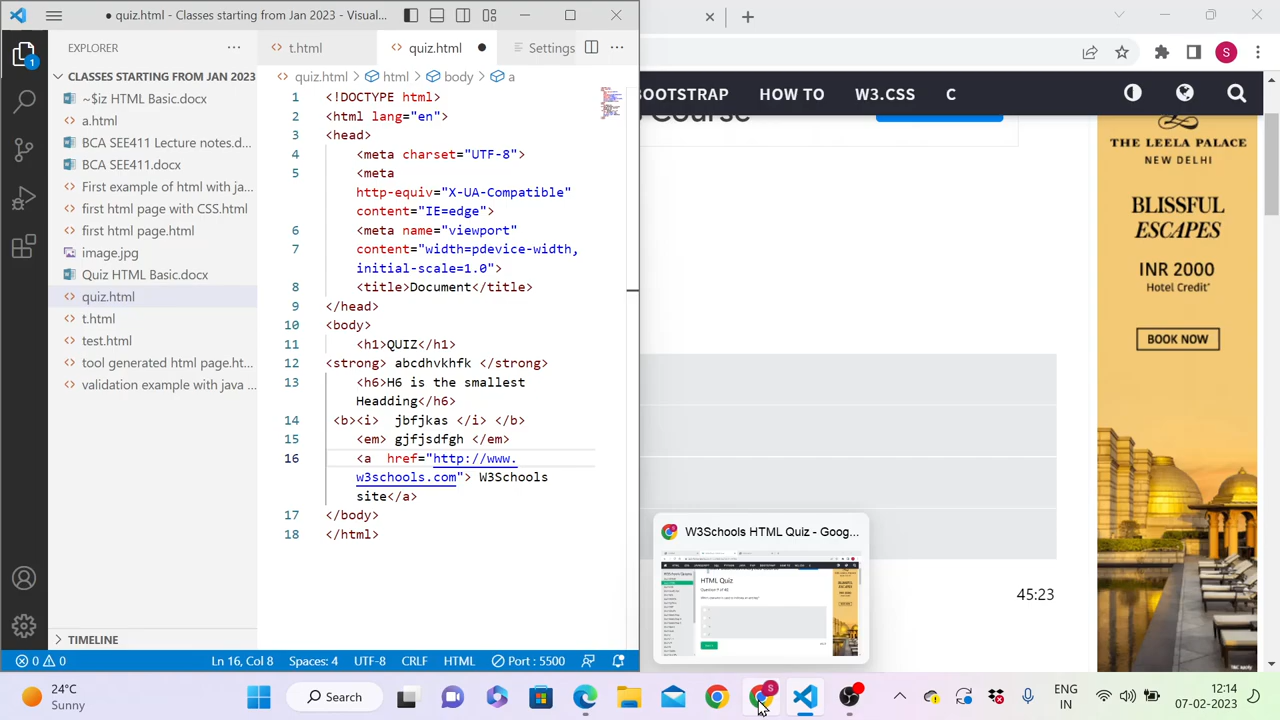 quiz.html - Classes starting from Jan 2023 - Visual...
EXPLORER
t.html
quiz.html
Settings
CLASSES STARTING FROM JAN 2023
quiz.html
html
body
a
~$iz HTML Basic.docx
a.html
BCA SEE411 Lecture notes.d...
BCA SEE411.docx
First example of html with ja...
first html page with CSS.html
first html page.html
image.jpg
Quiz HTML Basic.docx
quiz.html
t.html
test.html
tool generated html page.ht...
validation example with java ...
TIMELINE
1 <!DOCTYPE html>
2 <html lang="en">
3 <head>
4 <meta charset="UTF-8">
5 <meta
http-equiv="X-UA-Compatible"
content="IE=edge">
6 <meta name="viewport"
7 content="width=pdevice-width,
initial-scale=1.0">
8 <title>Document</title>
9 </head>
10 <body>
11 <h1>QUIZ</h1>
12 <strong> abcdhvkhfk </strong>
13 <h6>H6 is the smallest
Headding</h6>
14 <b><i> jbfjkas </i> </b>
15 <em> gjfjsdfgh </em>
16 <a href="http://www.
w3schools.com"> W3Schools
site</a>
17 </body>
18 </html>
1
0 0
Ln 16, Col 8
Spaces: 4
UTF-8
CRLF
HTML
Port : 5500
S
BOOTSTRAP
HOW TO
W3.CSS
C
Course
THE LEELA PALACE
NEW DELHI
BLISSFUL
ESCAPES
INR 2000
Hotel Credit*
BOOK NOW
W3Schools HTML Quiz - Goog...
HTML Quiz
45:23
24°C
Sunny
Search
S
ENG
IN
12:14
07-02-2023